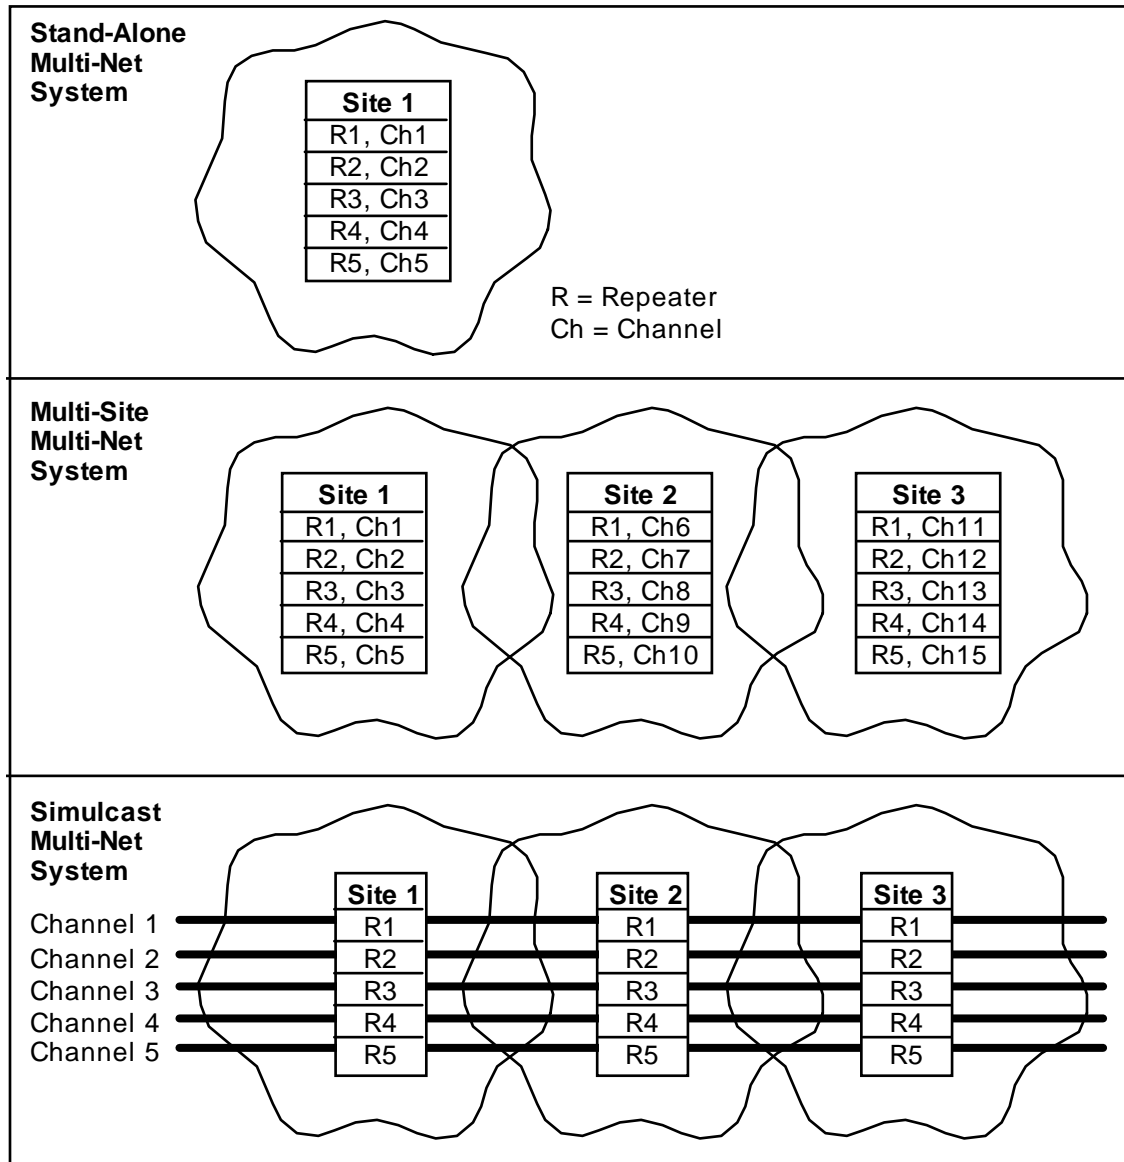 Stand-Alone
Multi-Net
System
Site 1
R1, Ch1
R2, Ch2
R3, Ch3
R4, Ch4
R5, Ch5
R = Repeater
Ch = Channel
Multi-Site
Multi-Net
System
Site 1
R1, Ch1
R2, Ch2
R3, Ch3
R4, Ch4
R5, Ch5
Site 2
R1, Ch6
R2, Ch7
R3, Ch8
R4, Ch9
R5, Ch10
Site 3
R1, Ch11
R2, Ch12
R3, Ch13
R4, Ch14
R5, Ch15
Simulcast
Multi-Net
System
Channel 1
Channel 2
Channel 3
Channel 4
Channel 5
Site 1
R1
R2
R3
R4
R5
Site 2
R1
R2
R3
R4
R5
Site 3
R1
R2
R3
R4
R5